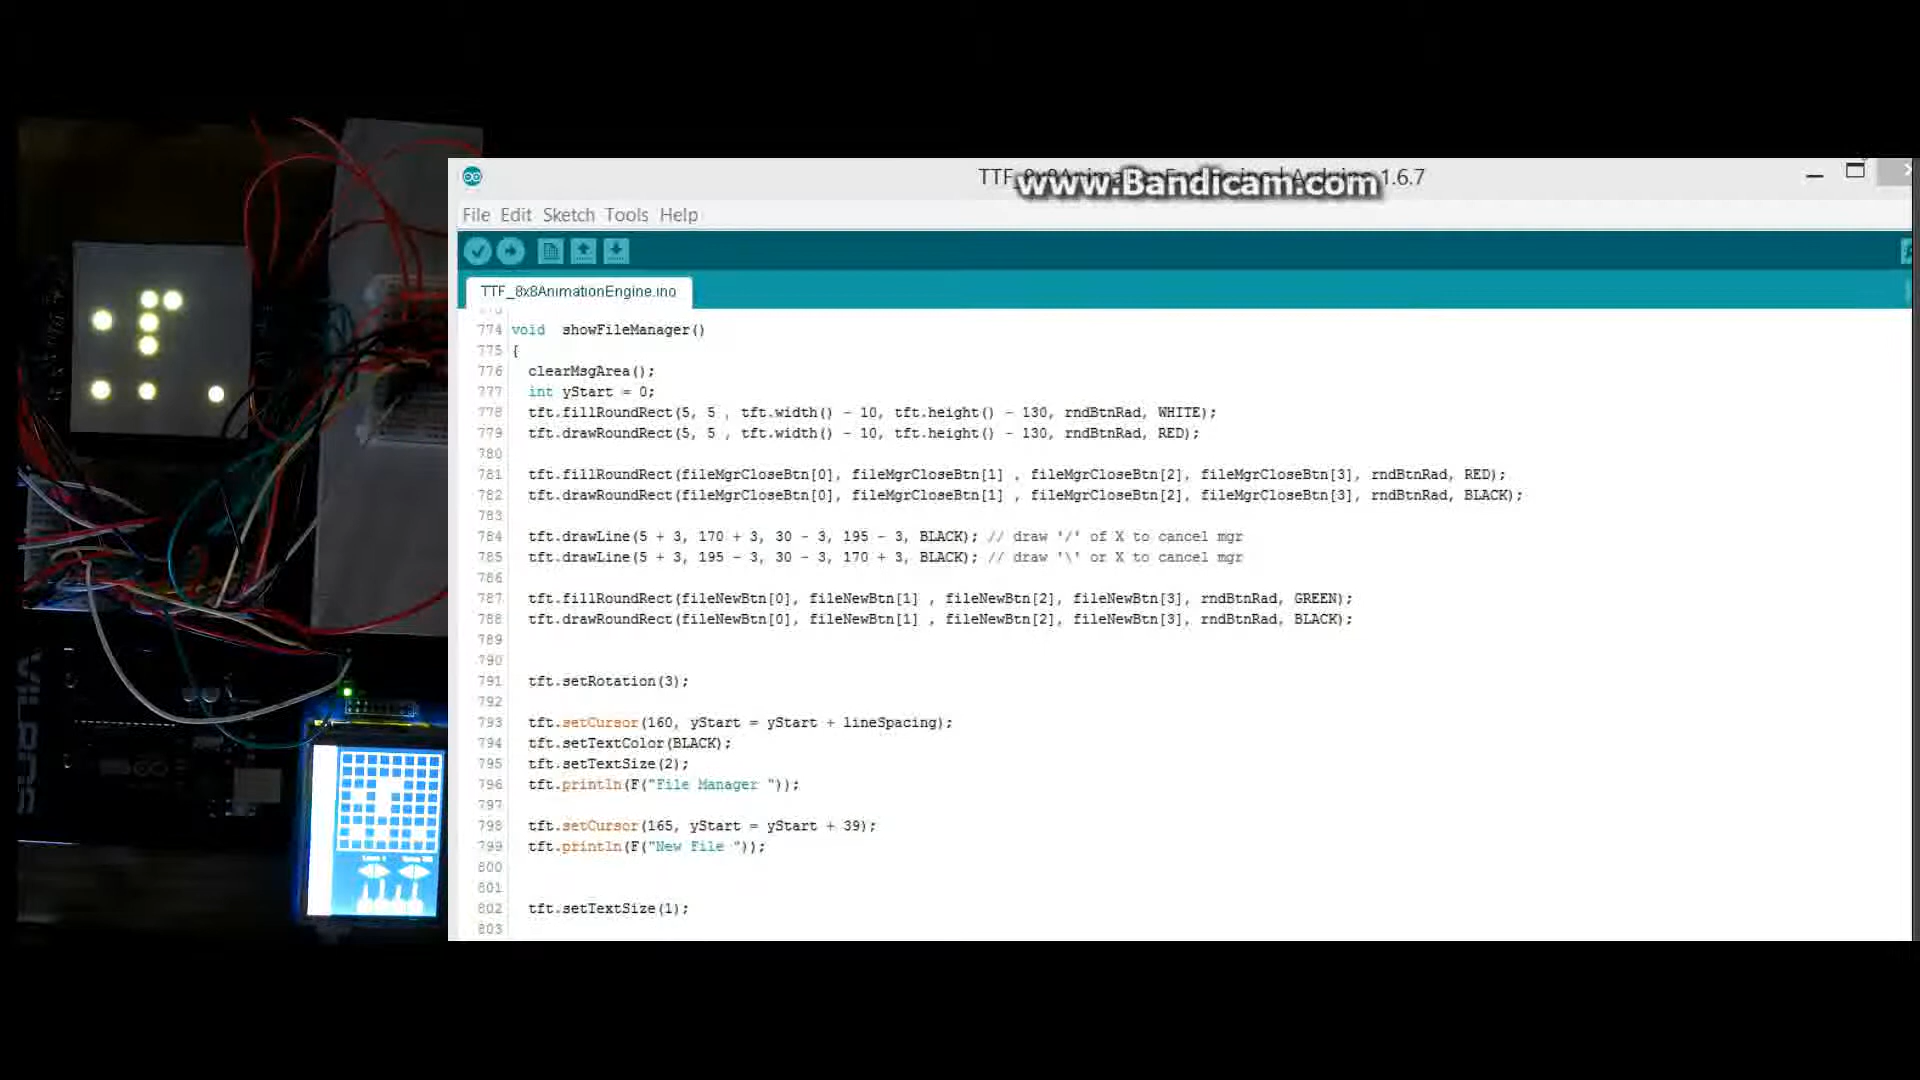 www.Bandicam.com
1.6.7
File Edit Sketch Tools Help
TTF_8x8AnimationEngine.ino
774 void showFileManager()
775 {
776 clearMsgArea();
777 int yStart = 0;
778 tft.fillRoundRect(5, 5 , tft.width() - 10, tft.height() - 130, rndBtnRad, WHITE);
779 tft.drawRoundRect(5, 5 , tft.width() - 10, tft.height() - 130, rndBtnRad, RED);
780
781 tft.fillRoundRect(fileMgrCloseBtn[0], fileMgrCloseBtn[1] , fileMgrCloseBtn[2], fileMgrCloseBtn[3], rndBtnRad, RED);
782 tft.drawRoundRect(fileMgrCloseBtn[0], fileMgrCloseBtn[1] , fileMgrCloseBtn[2], fileMgrCloseBtn[3], rndBtnRad, BLACK);
783
784 tft.drawLine(5 + 3, 170 + 3, 30 - 3, 195 - 3, BLACK); // draw '/' of X to cancel mgr
785 tft.drawLine(5 + 3, 195 - 3, 30 - 3, 170 + 3, BLACK); // draw '\' or X to cancel mgr
786
787 tft.fillRoundRect(fileNewBtn[0], fileNewBtn[1] , fileNewBtn[2], fileNewBtn[3], rndBtnRad, GREEN);
788 tft.drawRoundRect(fileNewBtn[0], fileNewBtn[1] , fileNewBtn[2], fileNewBtn[3], rndBtnRad, BLACK);
789
790
791 tft.setRotation(3);
792
793 tft.setCursor(160, yStart = yStart + lineSpacing);
794 tft.setTextColor(BLACK);
795 tft.setTextSize(2);
796 tft.println(F("File Manager "));
797
798 tft.setCursor(165, yStart = yStart + 39);
799 tft.println(F("New File "));
800
801
802 tft.setTextSize(1);
803